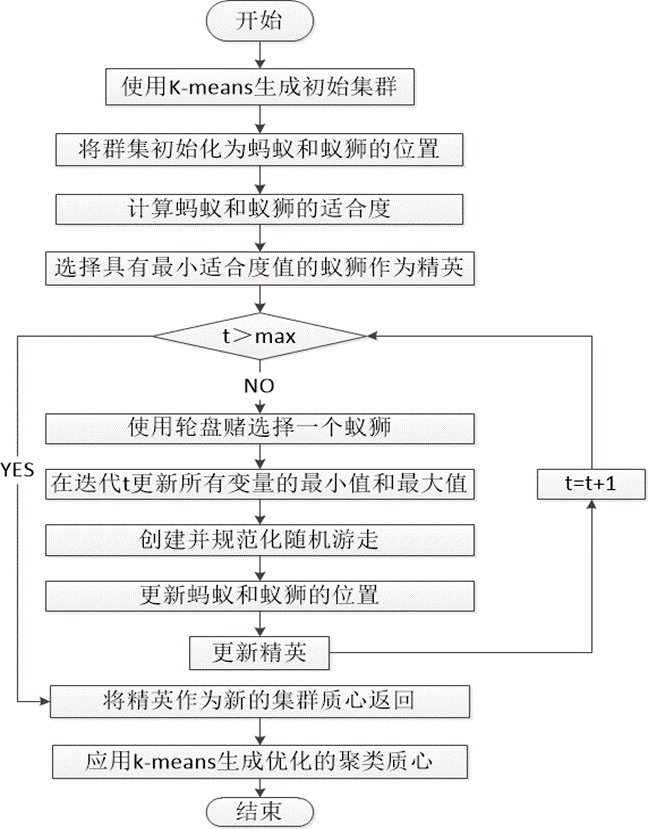 开始
使用K-means生成初始集群
将群集初始化为蚂蚁和蚁狮的位置
计算蚂蚁和蚁狮的适合度
选择具有最小适合度值的蚁狮作为精英
t＞max
NO
使用轮盘赌选择一个蚁狮
YES
在迭代t更新所有变量的最小值和最大值
t=t+1
创建并规范化随机游走
更新蚂蚁和蚁狮的位置
更新精英
将精英作为新的集群质心返回
应用k-means生成优化的聚类质心
结束